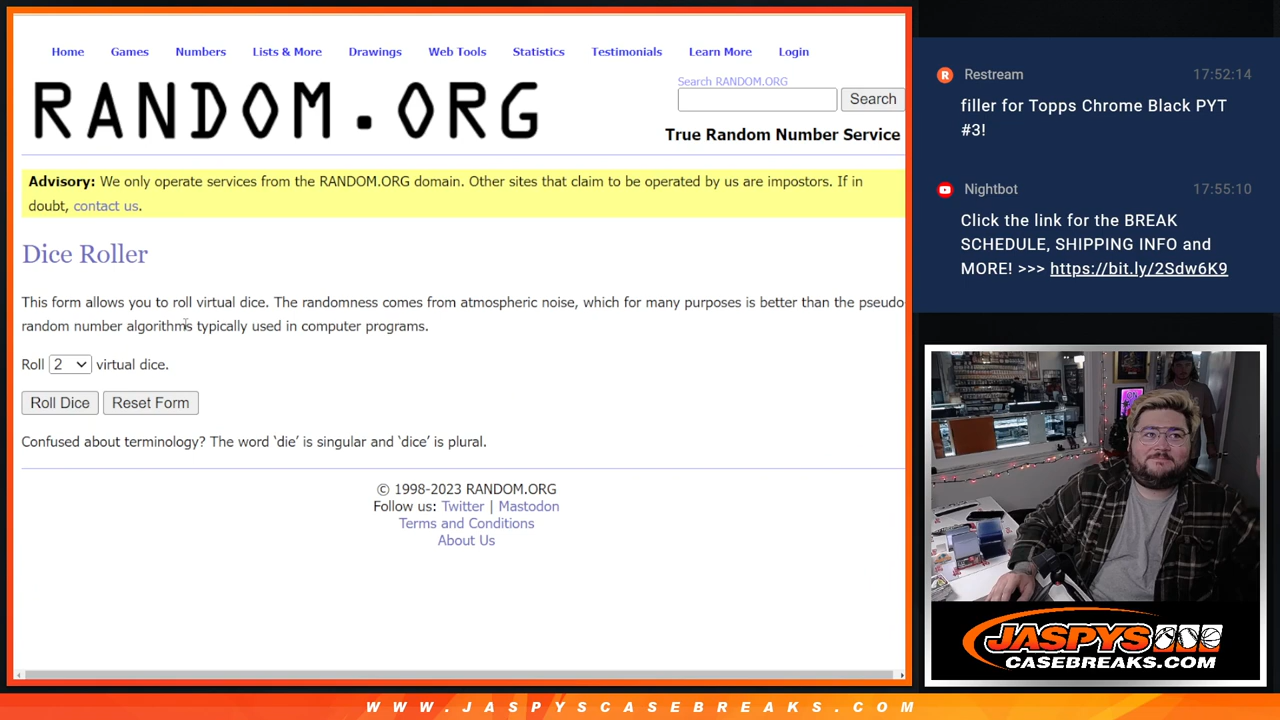 Home Games Numbers Lists & More Drawings Web Tools Statistics Testimonials Learn More Login
RANDOM.ORG
Search RANDOM.ORG
Search
True Random Number Service
Advisory: We only operate services from the RANDOM.ORG domain. Other sites that claim to be operated by us are impostors. If in
doubt, contact us.
Dice Roller
This form allows you to roll virtual dice. The randomness comes from atmospheric noise, which for many purposes is better than the pseudo
random number algorithms typically used in computer programs.
Roll 2 virtual dice.
Roll Dice Reset Form
Confused about terminology? The word ‘die’ is singular and ‘dice’ is plural.
© 1998-2023 RANDOM.ORG
Follow us: Twitter | Mastodon
Terms and Conditions
About Us
Restream 17:52:14
filler for Topps Chrome Black PYT
#3!
Nightbot 17:55:10
Click the link for the BREAK
SCHEDULE, SHIPPING INFO and
MORE! >>> https://bit.ly/2Sdw6K9
JASPYS
CASEBREAKS.COM
WWW.JASPYSCASEBREAKS.COM